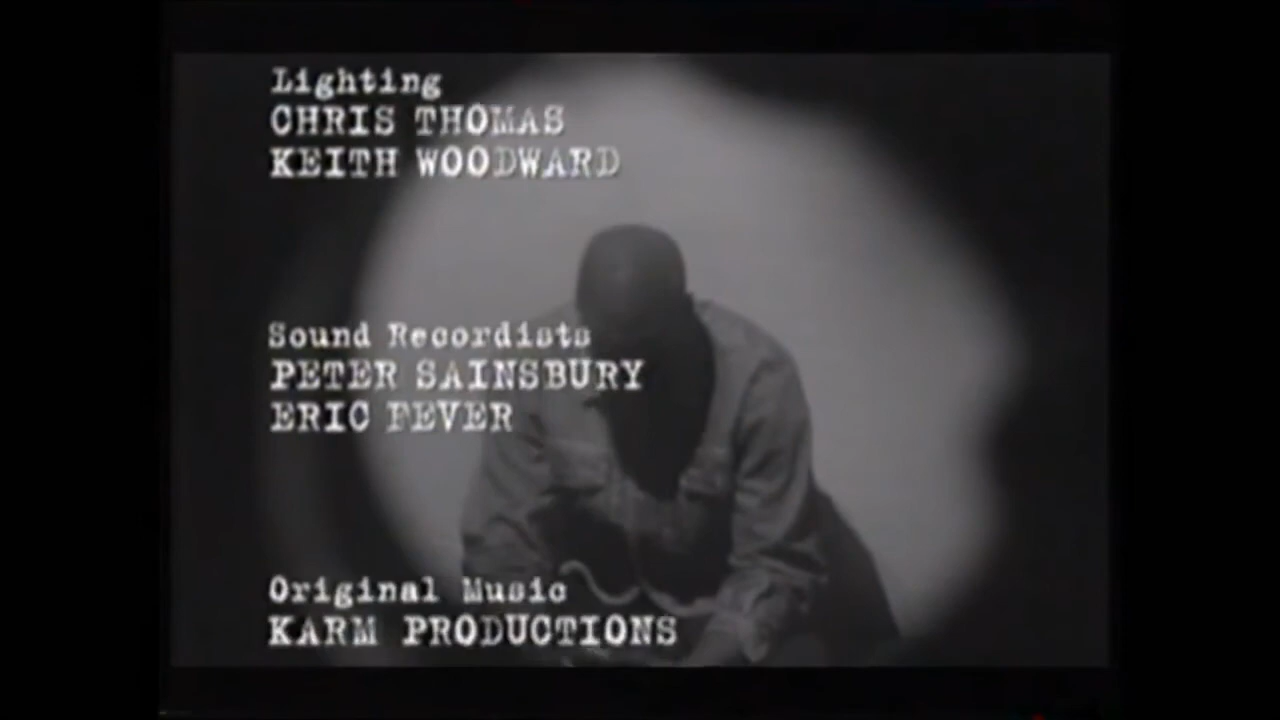 Lighting
CHRIS THOMAS
KEITH WOODWARD
Sound Recordists
PETER SAINSBURY
ERIC FEVER
Original Music
KARM PRODUCTIONS